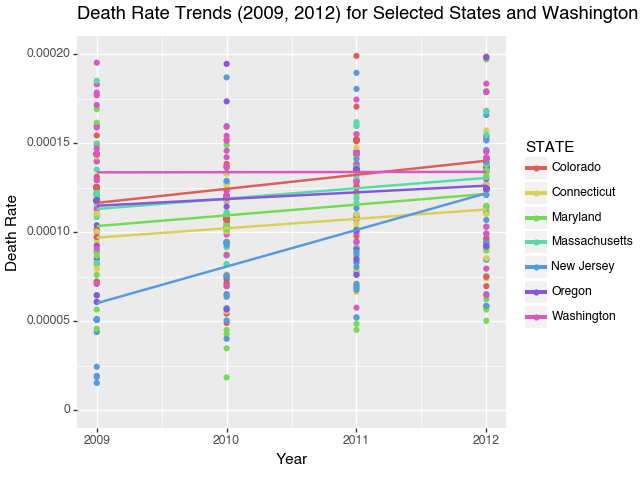 Death Rate Trends (2009, 2012) for Selected States and Washington
0.00020
0.00015
0.00010
0.00005
0
Death Rate
2009
2010
2011
2012
Year
STATE
Colorado
Connecticut
Maryland
Massachusetts
New Jersey
Oregon
Washington